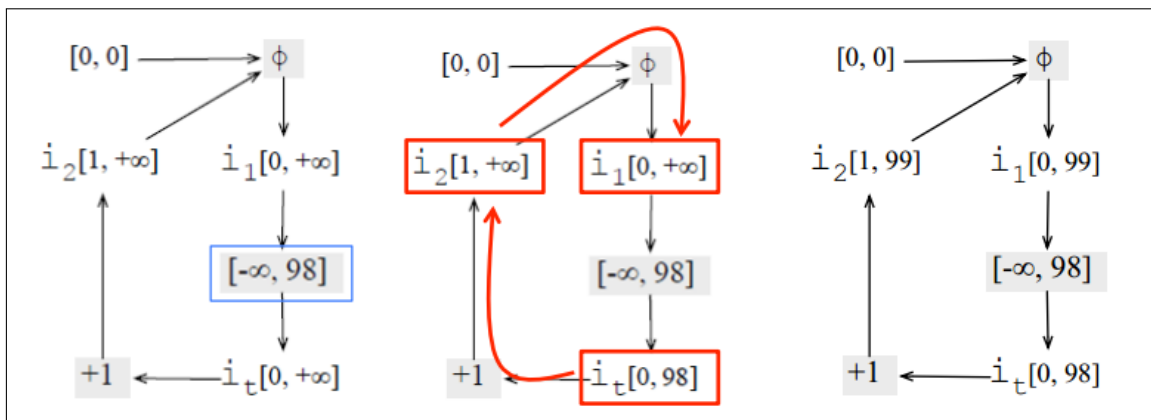 [0, 0] ϕ
i₂[1, +∞] i₁[0, +∞]
[-∞, 98]
+1 iₜ[0, +∞]
[0, 0] ϕ
i₂[1, +∞] i₁[0, +∞]
[-∞, 98]
+1 iₜ[0, 98]
[0, 0] ϕ
i₂[1, 99] i₁[0, 99]
[-∞, 98]
+1 iₜ[0, 98]